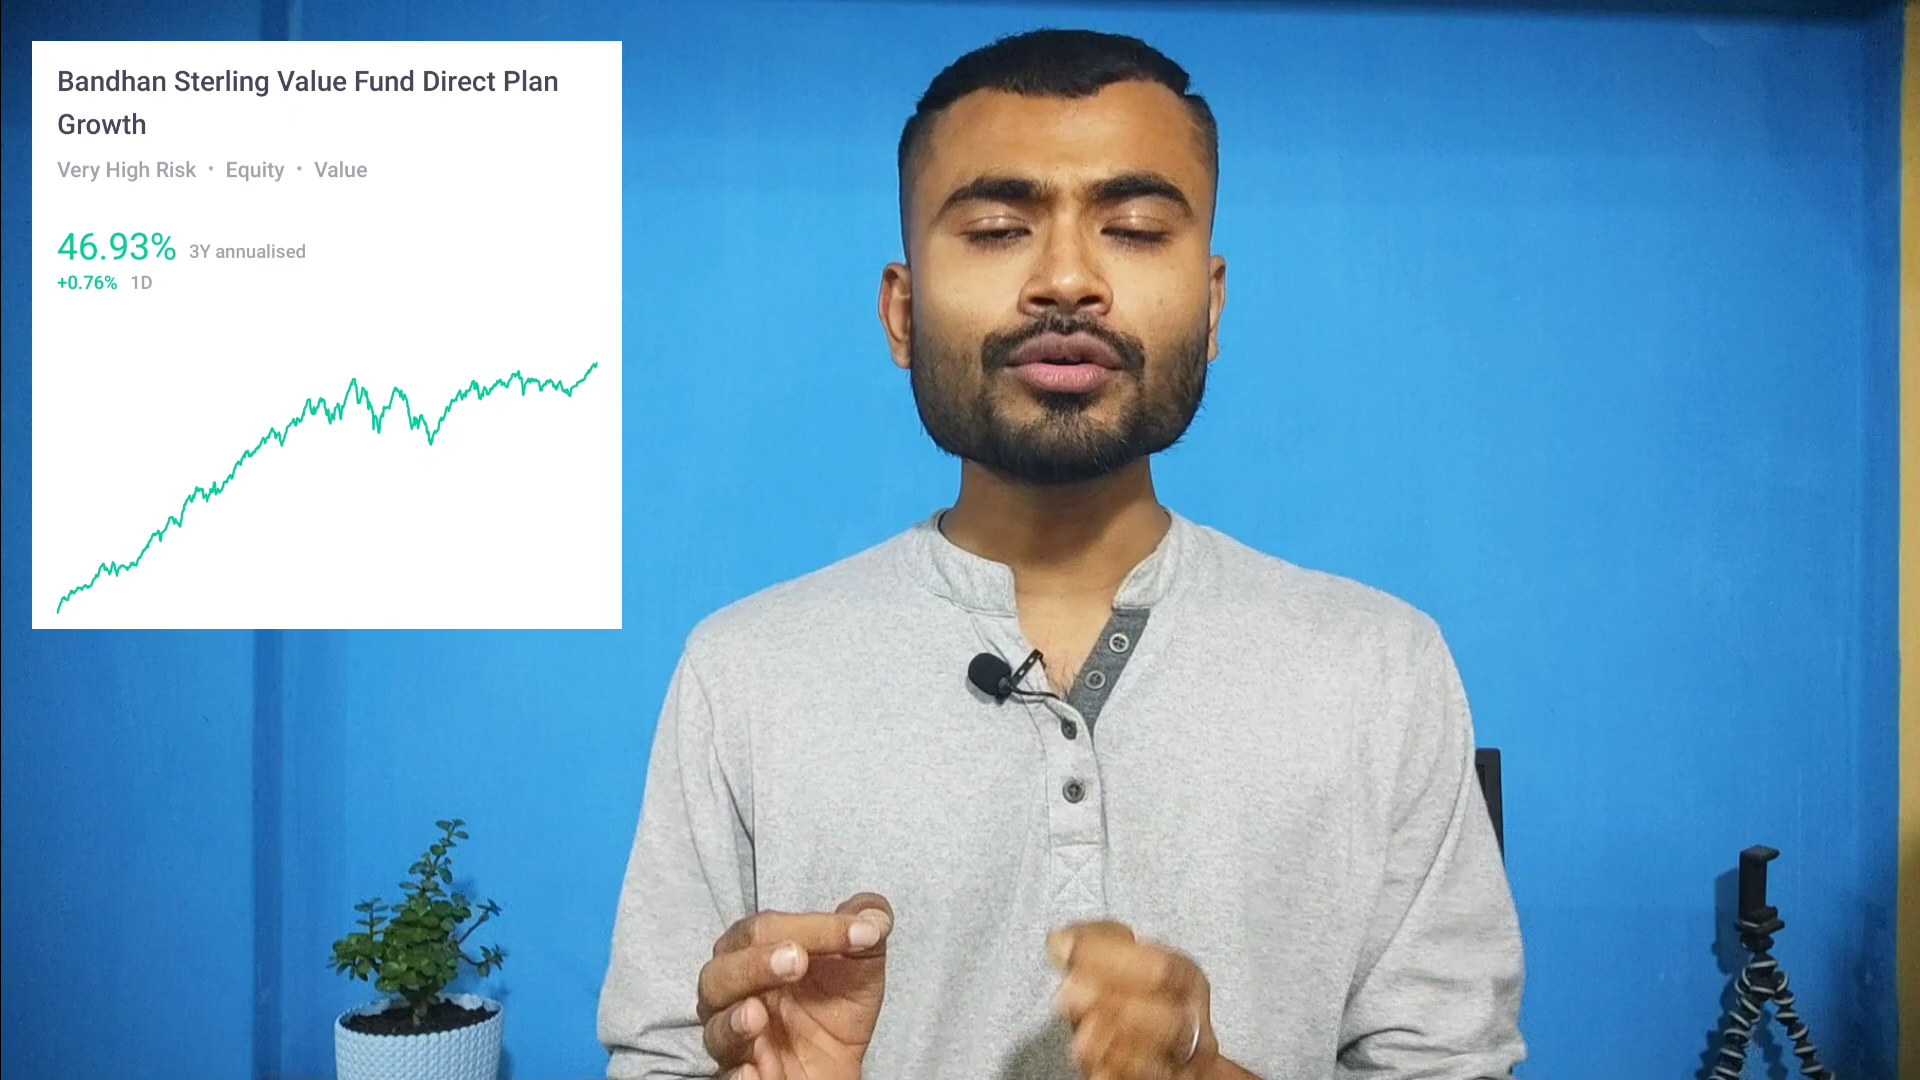 Bandhan Sterling Value Fund Direct Plan
Growth
Very High Risk • Equity • Value
46.93% 3Y annualised
+0.76% 1D